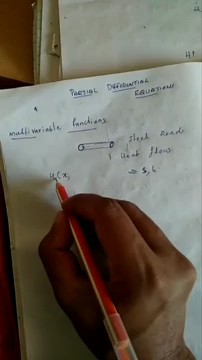 PARTIAL DIFFERENTIAL
EQUATIONS
Multivariable Functions
Steel Rod
Heat flow
u(x,